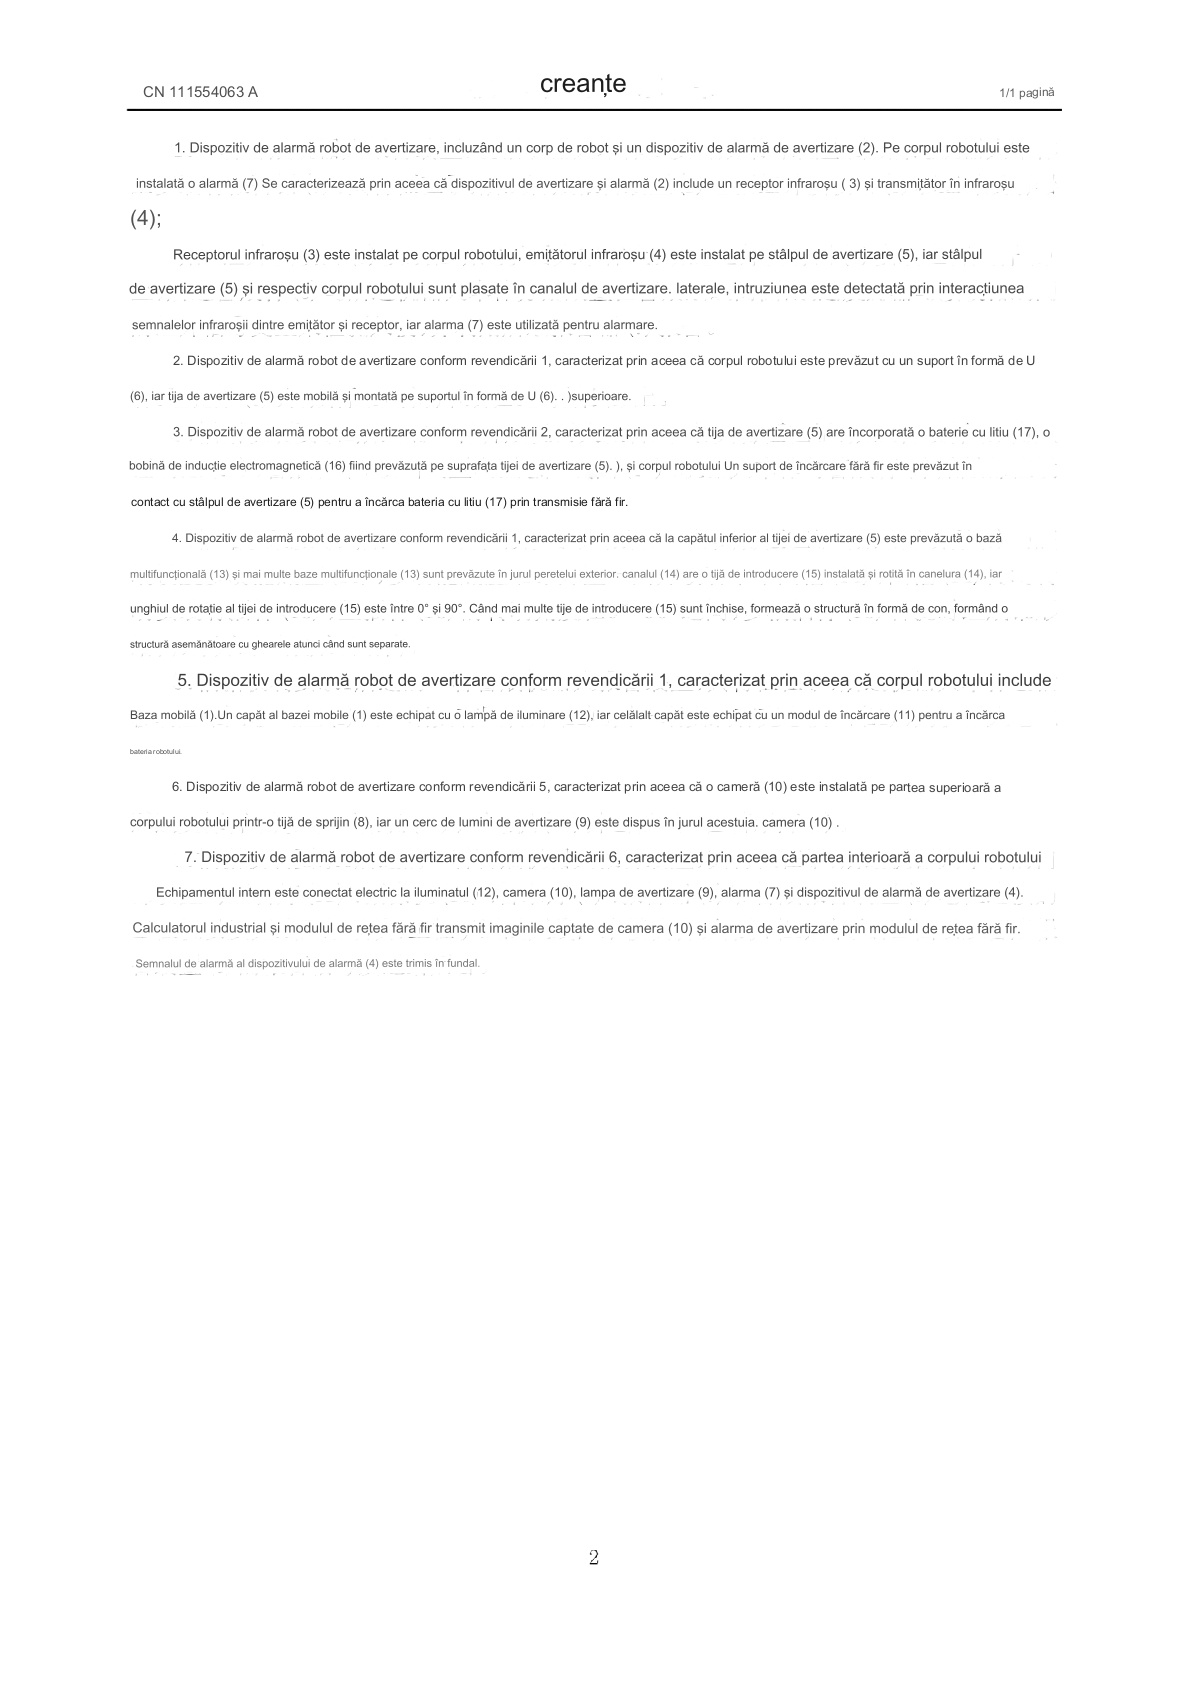 CN 111554063 A
creanțe
1/1 pagină
1. Dispozitiv de alarmă robot de avertizare, incluzând un corp de robot și un dispozitiv de alarmă de avertizare (2). Pe corpul robotului este
instalată o alarmă (7) Se caracterizează prin aceea că dispozitivul de avertizare și alarmă (2) include un receptor infraroșu ( 3) și transmițător în infraroșu
(4);
Receptorul infraroșu (3) este instalat pe corpul robotului, emițătorul infraroșu (4) este instalat pe stâlpul de avertizare (5), iar stâlpul
de avertizare (5) și respectiv corpul robotului sunt plasate în canalul de avertizare. laterale, intruziunea este detectată prin interacțiunea
semnalelor infraroșii dintre emițător și receptor, iar alarma (7) este utilizată pentru alarmare.
2. Dispozitiv de alarmă robot de avertizare conform revendicării 1, caracterizat prin aceea că corpul robotului este prevăzut cu un suport în formă de U
(6), iar tija de avertizare (5) este mobilă și montată pe suportul în formă de U (6). . )superioare.
3. Dispozitiv de alarmă robot de avertizare conform revendicării 2, caracterizat prin aceea că tija de avertizare (5) are încorporată o baterie cu litiu (17), o
bobină de inducție electromagnetică (16) fiind prevăzută pe suprafața tijei de avertizare (5). ), și corpul robotului Un suport de încărcare fără fir este prevăzut în
contact cu stâlpul de avertizare (5) pentru a încărca bateria cu litiu (17) prin transmisie fără fir.
4. Dispozitiv de alarmă robot de avertizare conform revendicării 1, caracterizat prin aceea că la capătul inferior al tijei de avertizare (5) este prevăzută o bază
multifuncțională (13) și mai multe baze multifuncționale (13) sunt prevăzute în jurul peretelui exterior. canalul (14) are o tijă de introducere (15) instalată și rotită în canelura (14), iar
unghiul de rotație al tijei de introducere (15) este între 0° și 90°. Când mai multe tije de introducere (15) sunt închise, formează o structură în formă de con, formând o
structură asemănătoare cu ghearele atunci când sunt separate.
5. Dispozitiv de alarmă robot de avertizare conform revendicării 1, caracterizat prin aceea că corpul robotului include
Baza mobilă (1).Un capăt al bazei mobile (1) este echipat cu o lampă de iluminare (12), iar celălalt capăt este echipat cu un modul de încărcare (11) pentru a încărca
bateria robotului.
6. Dispozitiv de alarmă robot de avertizare conform revendicării 5, caracterizat prin aceea că o cameră (10) este instalată pe partea superioară a
corpului robotului printr-o tijă de sprijin (8), iar un cerc de lumini de avertizare (9) este dispus în jurul acestuia. camera (10) .
7. Dispozitiv de alarmă robot de avertizare conform revendicării 6, caracterizat prin aceea că partea interioară a corpului robotului
Echipamentul intern este conectat electric la iluminatul (12), camera (10), lampa de avertizare (9), alarma (7) și dispozitivul de alarmă de avertizare (4).
Calculatorul industrial și modulul de rețea fără fir transmit imaginile captate de camera (10) și alarma de avertizare prin modulul de rețea fără fir.
Semnalul de alarmă al dispozitivului de alarmă (4) este trimis în fundal.
2